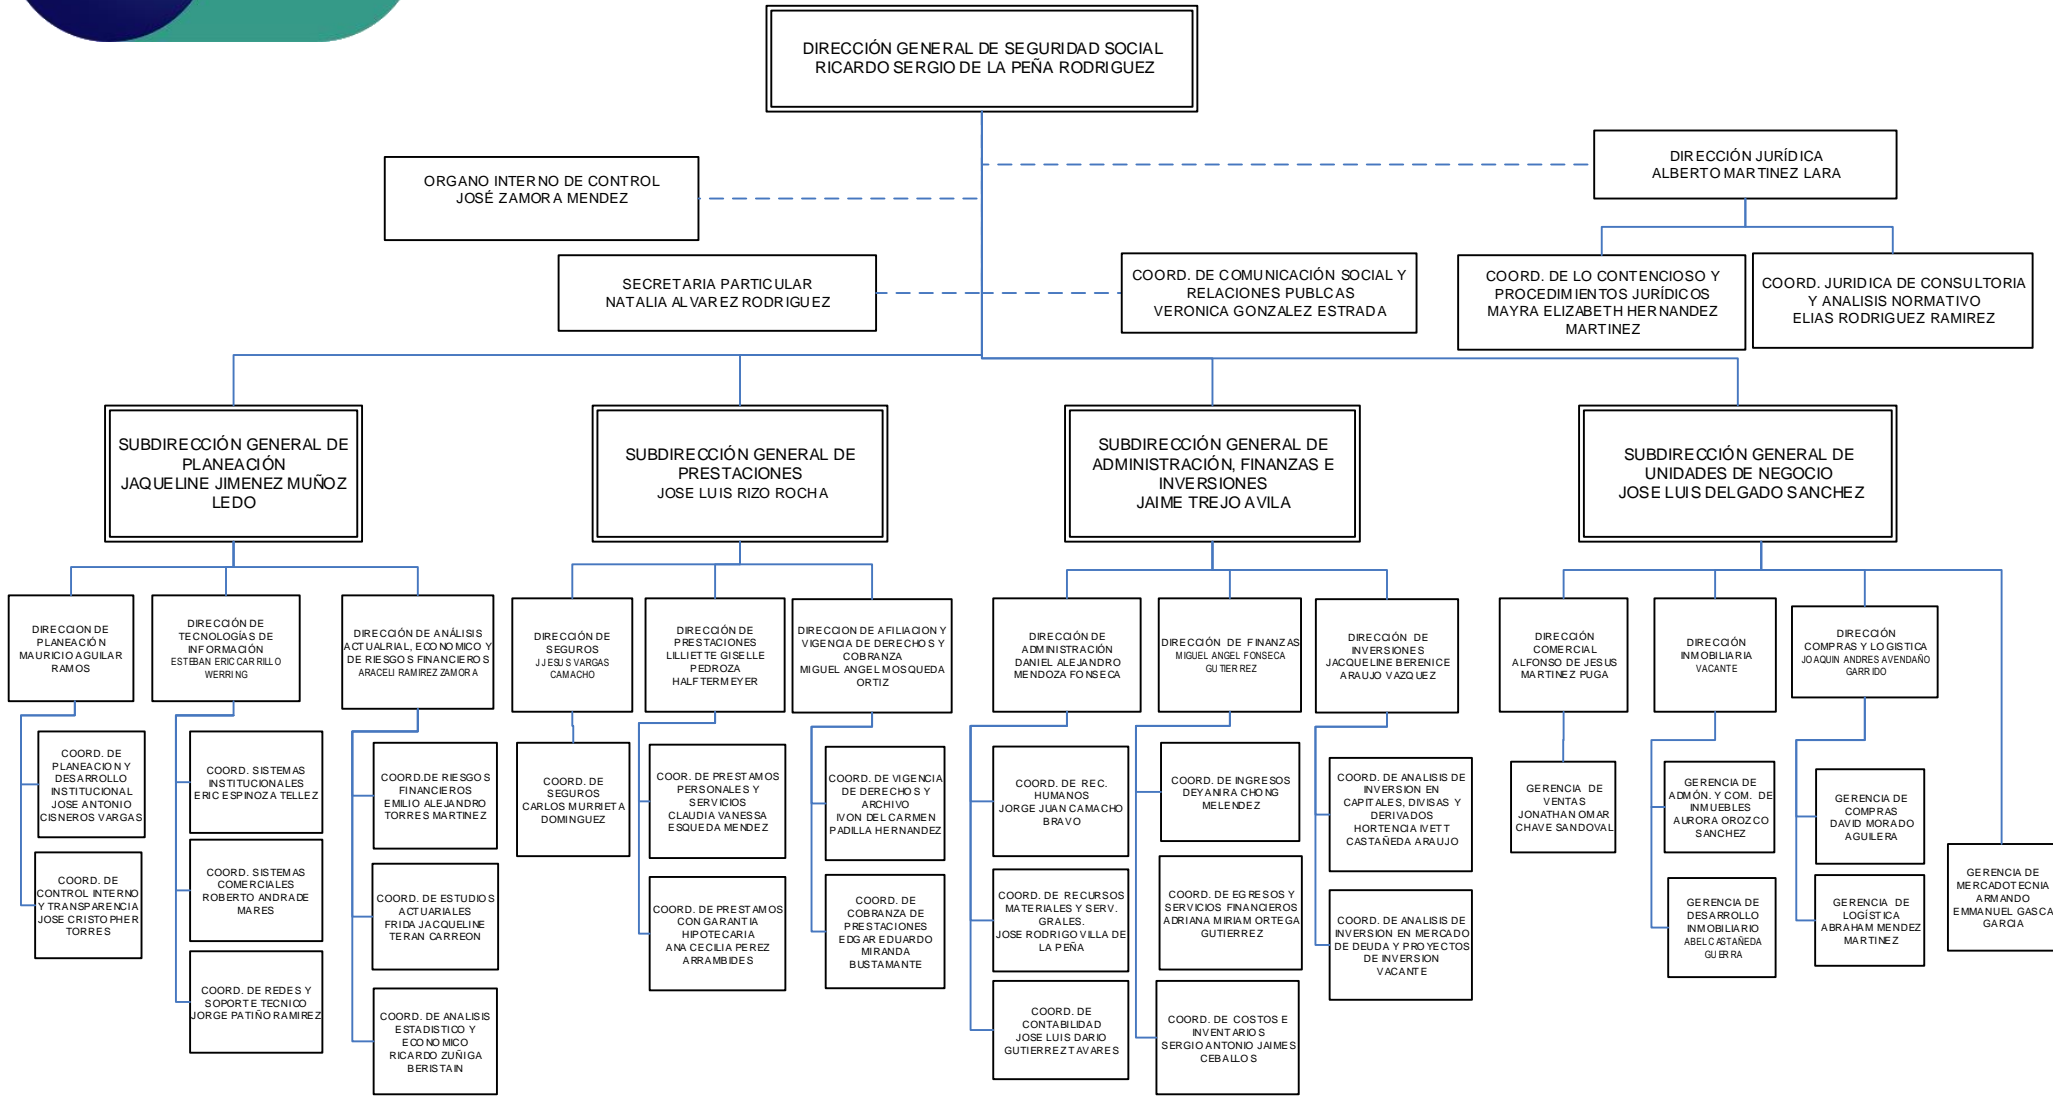 DIRECCIÓN GENERAL DE SEGURIDAD SOCIAL
RICARDO SERGIO DE LA PEÑA RODRIGUEZ
ORGANO INTERNO DE CONTROL
JOSÉ ZAMORA MENDEZ
DIRECCIÓN JURÍDICA
ALBERTO MARTINEZ LARA
SECRETARIA PARTICULAR
NATALIA ALVAREZ RODRIGUEZ
COORD. DE COMUNICACIÓN SOCIAL Y
RELACIONES PUBLCAS
VERONICA GONZALEZ ESTRADA
COORD. DE LO CONTENCIOSO Y
PROCEDIMIENTOS JURÍDICOS
MAYRA ELIZABETH HERNANDEZ
MARTINEZ
COORD. JURIDICA DE CONSULTORIA
Y ANALISIS NORMATIVO
ELIAS RODRIGUEZ RAMIREZ
SUBDIRECCIÓN GENERAL DE
PLANEACIÓN
JAQUELINE JIMENEZ MUÑOZ
LEDO
SUBDIRECCIÓN GENERAL DE
PRESTACIONES
JOSE LUIS RIZO ROCHA
SUBDIRECCIÓN GENERAL DE
ADMINISTRACIÓN, FINANZAS E
INVERSIONES
JAIME TREJO AVILA
SUBDIRECCIÓN GENERAL DE
UNIDADES DE NEGOCIO
JOSE LUIS DELGADO SANCHEZ
DIRECCION DE
PLANEACIÓN
MAURICIO AGUILAR
RAMOS
DIRECCIÓN DE
TECNOLOGÍAS DE
INFORMACIÓN
ESTEBAN ERIC CARRILLO
WERRING
DIRECCIÓN DE ANÁLISIS
ACTUALRIAL, ECONOMICO Y
DE RIESGOS FINANCIEROS
ARACELI RAMIREZ ZAMORA
DIRECCIÓN DE
SEGUROS
J JESUS VARGAS
CAMACHO
DIRECCIÓN DE
PRESTACIONES
LILLIETTE GISELLE
PEDROZA
HALFTERMEYER
DIRECCION DE AFILIACION Y
VIGENCIA DE DERECHOS Y
COBRANZA
MIGUEL ANGEL MOSQUEDA
ORTIZ
DIRECCIÓN DE
ADMINISTRACIÓN
DANIEL ALEJANDRO
MENDOZA FONSECA
DIRECCIÓN DE FINANZAS
MIGUEL ANGEL FONSECA
GUTIERREZ
DIRECCIÓN DE
INVERSIONES
JACQUELINE BERENICE
ARAUJO VAZQUEZ
DIRECCIÓN
COMERCIAL
ALFONSO DE JESUS
MARTINEZ PUGA
DIRECCIÓN
INMOBILIARIA
VACANTE
DIRECCIÓN
COMPRAS Y LOGISTICA
JOAQUIN ANDRES AVENDAÑO
GARRIDO
COORD. DE
PLANEACION Y
DESARROLLO
INSTITUCIONAL
JOSE ANTONIO
CISNEROS VARGAS
COORD. DE
CONTROL INTERNO
Y TRANSPARENCIA
JOSE CRISTOPHER
TORRES
COORD. SISTEMAS
INSTITUCIONALES
ERIC ESPINOZA TELLEZ
COORD. SISTEMAS
COMERCIALES
ROBERTO ANDRADE
MARES
COORD. DE REDES Y
SOPORTE TECNICO
JORGE PATIÑO RAMIREZ
COORD.DE RIESGOS
FINANCIEROS
EMILIO ALEJANDRO
TORRES MARTINEZ
COORD. DE ESTUDIOS
ACTUARIALES
FRIDA JACQUELINE
TERAN CARREON
COORD. DE ANALISIS
ESTADISTICO Y
ECONOMICO
RICARDO ZUÑIGA
BERISTAIN
COORD. DE
SEGUROS
CARLOS MURRIETA
DOMINGUEZ
COOR. DE PRESTAMOS
PERSONALES Y
SERVICIOS
CLAUDIA VANESSA
ESQUEDA MENDEZ
COORD. DE PRESTAMOS
CON GARANTIA
HIPOTECARIA
ANA CECILIA PEREZ
ARRAMBIDES
COORD. DE VIGENCIA
DE DERECHOS Y
ARCHIVO
IVON DEL CARMEN
PADILLA HERNANDEZ
COORD. DE
COBRANZA DE
PRESTACIONES
EDGAR EDUARDO
MIRANDA
BUSTAMANTE
COORD. DE REC.
HUMANOS
JORGE JUAN CAMACHO
BRAVO
COORD. DE RECURSOS
MATERIALES Y SERV.
GRALES.
JOSE RODRIGO VILLA DE
LA PEÑA
COORD. DE
CONTABILIDAD
JOSE LUIS DARIO
GUTIERREZ TAVARES
COORD. DE INGRESOS
DEYANIRA CHONG
MELENDEZ
COORD. DE EGRESOS Y
SERVICIOS FINANCIEROS
ADRIANA MIRIAM ORTEGA
GUTIERREZ
COORD. DE COSTOS E
INVENTARIOS
SERGIO ANTONIO JAIMES
CEBALLOS
COORD. DE ANALISIS DE
INVERSION EN
CAPITALES, DIVISAS Y
DERIVADOS
HORTENCIA IVETT
CASTAÑEDA ARAUJO
COORD. DE ANALISIS DE
INVERSION EN MERCADO
DE DEUDA Y PROYECTOS
DE INVERSION
VACANTE
GERENCIA DE
VENTAS
JONATHAN OMAR
CHAVE SANDOVAL
GERENCIA DE
ADMÓN. Y COM. DE
INMUEBLES
AURORA OROZCO
SANCHEZ
GERENCIA DE
DESARROLLO
INMOBILIARIO
ABEL CASTAÑEDA
GUERRA
GERENCIA DE
COMPRAS
DAVID MORADO
AGUILERA
GERENCIA DE
LOGÍSTICA
ABRAHAM MENDEZ
MARTINEZ
GERENCIA DE
MERCADOTECNIA
ARMANDO
EMMANUEL GASCA
GARCIA